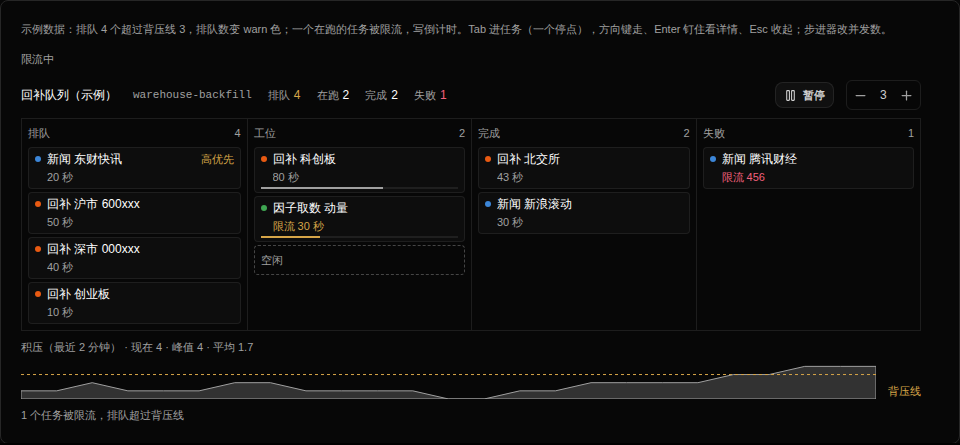 示例数据：排队 4 个超过背压线 3，排队数变 warn 色；一个在跑的任务被限流，写倒计时。Tab 进任务（一个停点），方向键走、Enter 钉住看详情、Esc 收起；步进器改并发数。
限流中
回补队列（示例） warehouse-backfill 排队 4 在跑 2 完成 2 失败 1 暂停 3
排队 4
新闻 东财快讯 高优先
20 秒
回补 沪市 600xxx
50 秒
回补 深市 000xxx
40 秒
回补 创业板
10 秒
工位 2
回补 科创板
80 秒
因子取数 动量
限流 30 秒
空闲
完成 2
回补 北交所
43 秒
新闻 新浪滚动
30 秒
失败 1
新闻 腾讯财经
限流 456
积压（最近 2 分钟） · 现在 4 · 峰值 4 · 平均 1.7
背压线
1 个任务被限流，排队超过背压线